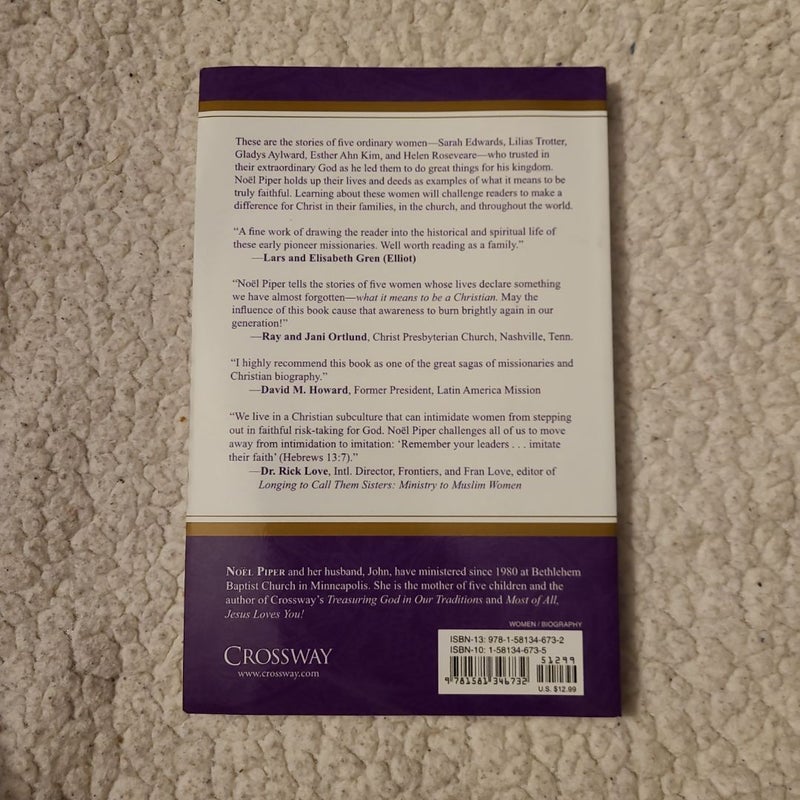 These are the stories of five ordinary women—Sarah Edwards, Lilias Trotter,
Gladys Aylward, Esther Ahn Kim, and Helen Roseveare—who trusted in
their extraordinary God as he led them to do great things for his kingdom.
Noël Piper holds up their lives and deeds as examples of what it means to be
truly faithful. Learning about these women will challenge readers to make a
difference for Christ in their families, in the church, and throughout the world.
“A fine work of drawing the reader into the historical and spiritual life of
these early pioneer missionaries. Well worth reading as a family.”
—Lars and Elisabeth Gren (Elliot)
“Noël Piper tells the stories of five women whose lives declare something
we have almost forgotten—what it means to be a Christian. May the
influence of this book cause that awareness to burn brightly again in our
generation!”
—Ray and Jani Ortlund, Christ Presbyterian Church, Nashville, Tenn.
“I highly recommend this book as one of the great sagas of missionaries and
Christian biography.”
—David M. Howard, Former President, Latin America Mission
“We live in a Christian subculture that can intimidate women from stepping
out in faithful risk-taking for God. Noël Piper challenges all of us to move
away from intimidation to imitation: ‘Remember your leaders . . . imitate
their faith’ (Hebrews 13:7).”
—Dr. Rick Love, Intl. Director, Frontiers, and Fran Love, editor of
Longing to Call Them Sisters: Ministry to Muslim Women
NOËL PIPER and her husband, John, have ministered since 1980 at Bethlehem
Baptist Church in Minneapolis. She is the mother of five children and the
author of Crossway’s Treasuring God in Our Traditions and Most of All,
Jesus Loves You!
WOMEN / BIOGRAPHY
CROSSWAY
www.crossway.com
ISBN-13: 978-1-58134-673-2
ISBN-10: 1-58134-673-5
51299
9 781581 346732
U.S. $12.99